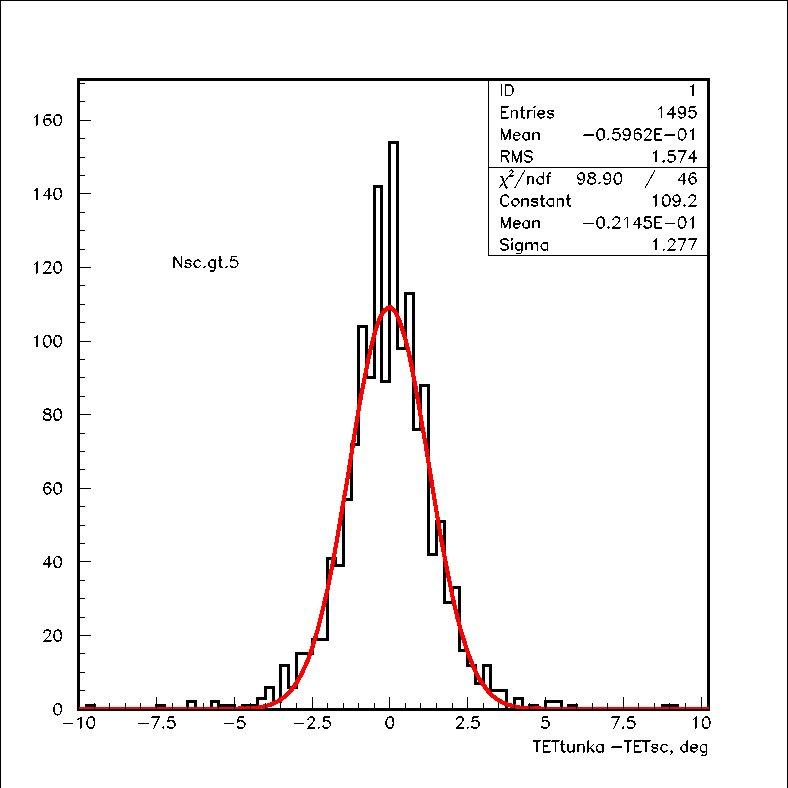 ID 1
Entries 1495
Mean −0.5962E−01
RMS 1.574
χ²/ndf 98.90 / 46
Constant 109.2
Mean −0.2145E−01
Sigma 1.277
160
140
Nsc.gt.5
120
100
80
60
40
20
0
−10 −7.5 −5 −2.5 0 2.5 5 7.5 10
TETtunka −TETsc, deg